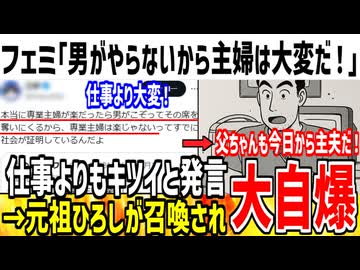 フェミ「男がやらないから主婦は大変だ！」
仕事より大変！
本当に専業主婦が楽だったら男がこぞってその席を
奪いにくるから、専業主婦は楽じゃないってすでに
社会が証明しているんだよ
父ちゃんも今日から主夫だ！
仕事よりもキツイと発言
→元祖ひろしが召喚され
大自爆